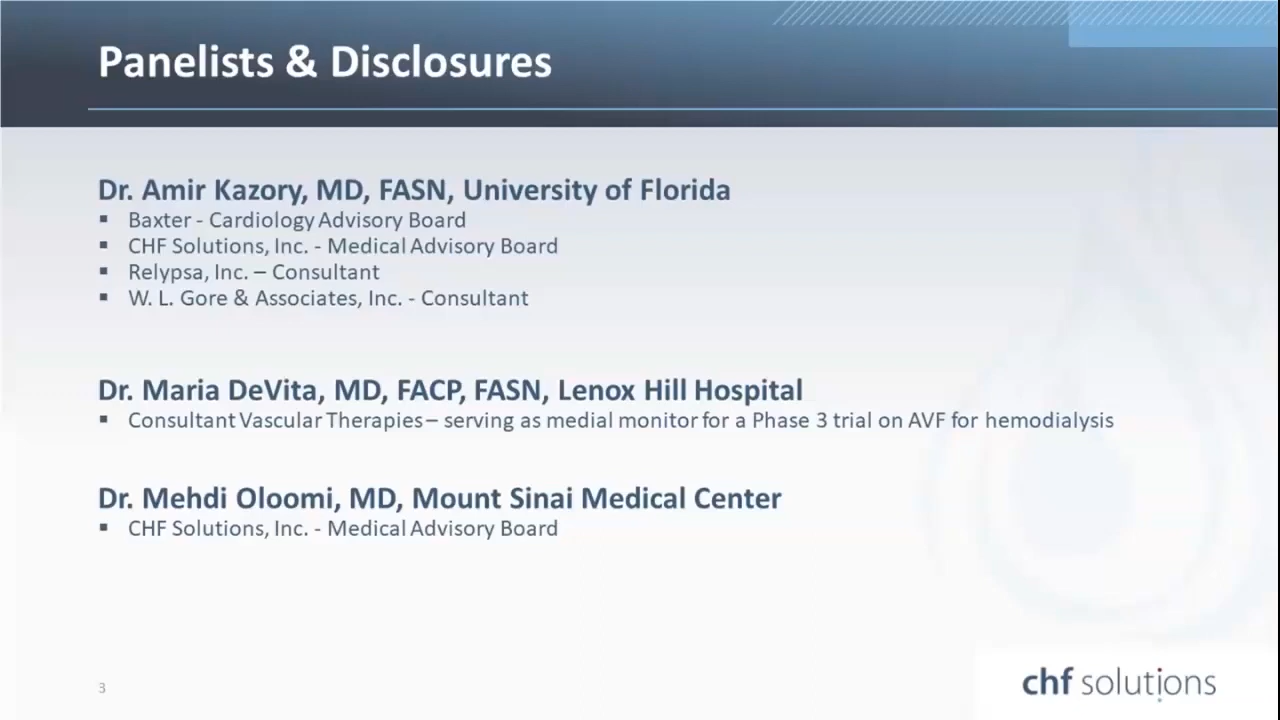 Panelists & Disclosures
Dr. Amir Kazory, MD, FASN, University of Florida
▪ Baxter - Cardiology Advisory Board
▪ CHF Solutions, Inc. - Medical Advisory Board
▪ Relypsa, Inc. – Consultant
▪ W. L. Gore & Associates, Inc. - Consultant
Dr. Maria DeVita, MD, FACP, FASN, Lenox Hill Hospital
▪ Consultant Vascular Therapies – serving as medial monitor for a Phase 3 trial on AVF for hemodialysis
Dr. Mehdi Oloomi, MD, Mount Sinai Medical Center
▪ CHF Solutions, Inc. - Medical Advisory Board
3
chf solutions